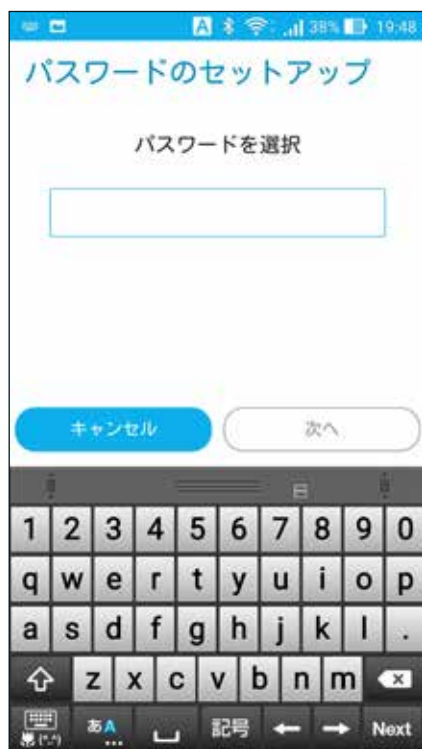 A 38% 19:48
パスワードのセットアップ
パスワードを選択
キャンセル 次へ
1 2 3 4 5 6 7 8 9 0
q w e r t y u i o p
a s d f g h j k l .
z x c v b n m
(^.^) あA ... 記号 Next